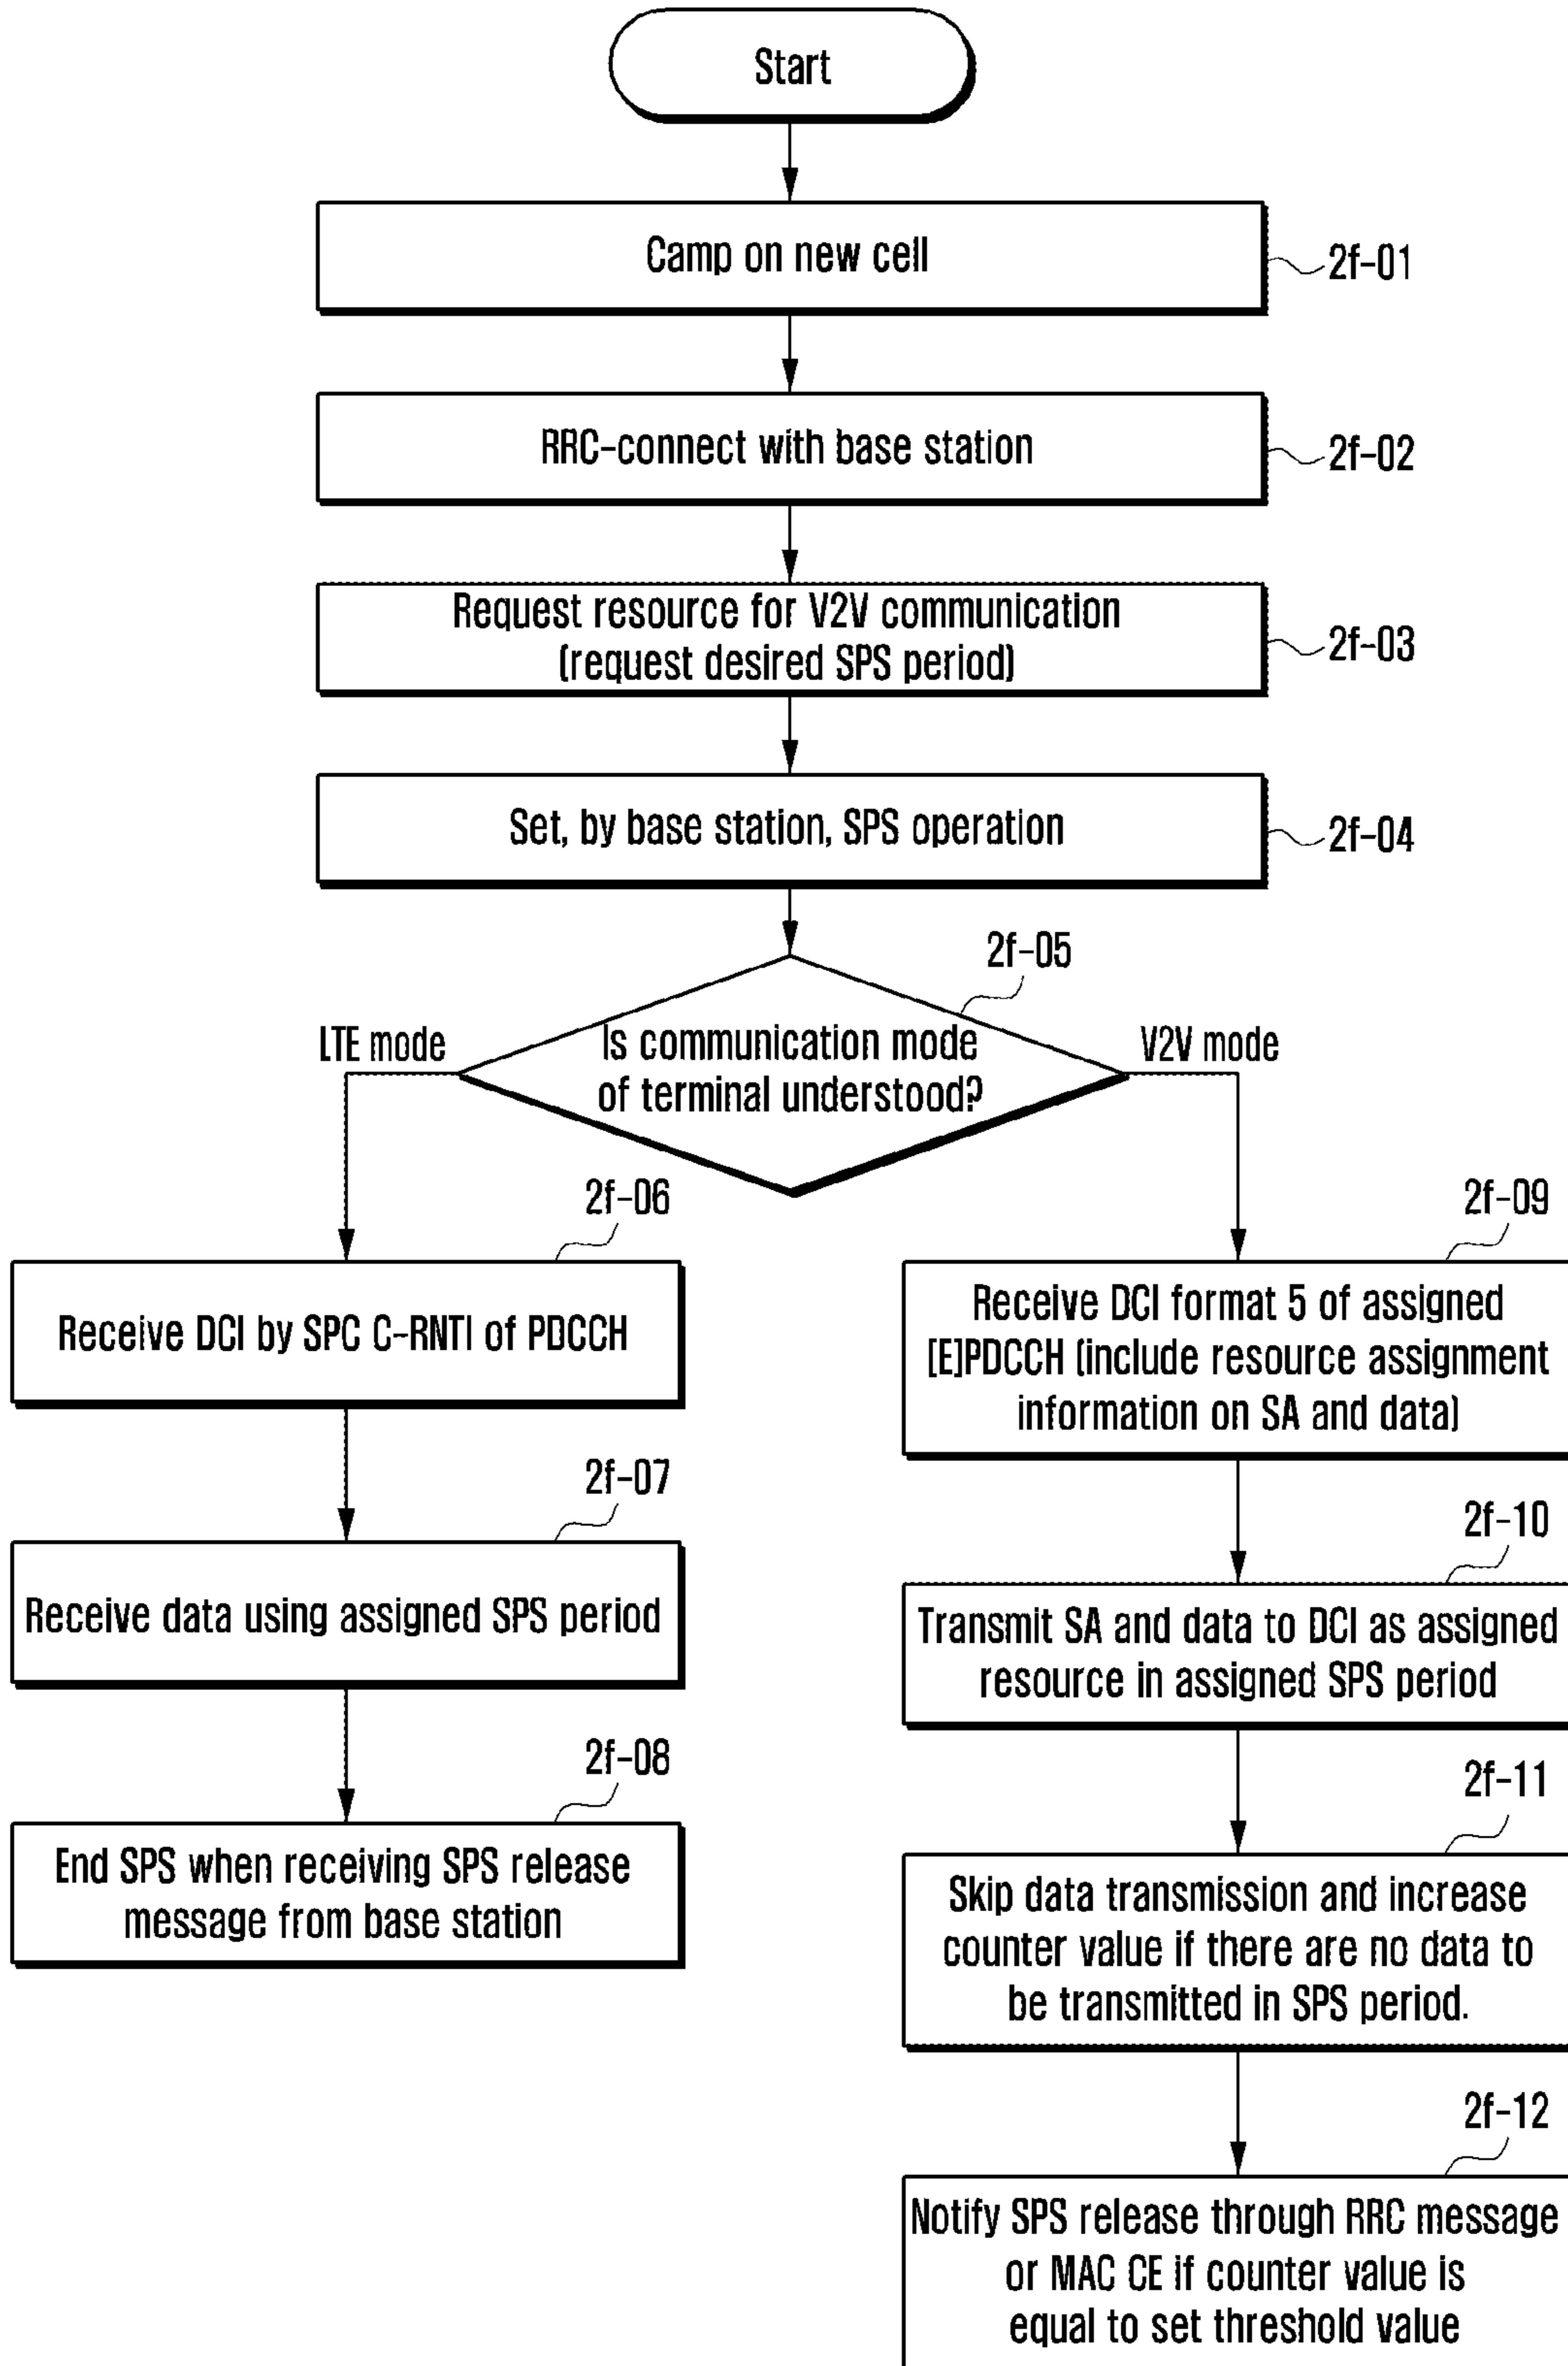 Start
Camp on new cell
2f-01
RRC-connect with base station
2f-02
Request resource for V2V communication
(request desired SPS period)
2f-03
Set, by base station, SPS operation
2f-04
2f-05
Is communication mode
of terminal understood?
LTE mode
V2V mode
2f-06
Receive DCI by SPC C-RNTI of PDCCH
2f-07
Receive data using assigned SPS period
2f-08
End SPS when receiving SPS release
message from base station
2f-09
Receive DCI format 5 of assigned
[E]PDCCH (include resource assignment
information on SA and data)
2f-10
Transmit SA and data to DCI as assigned
resource in assigned SPS period
2f-11
Skip data transmission and increase
counter value if there are no data to
be transmitted in SPS period.
2f-12
Notify SPS release through RRC message
or MAC CE if counter value is
equal to set threshold value